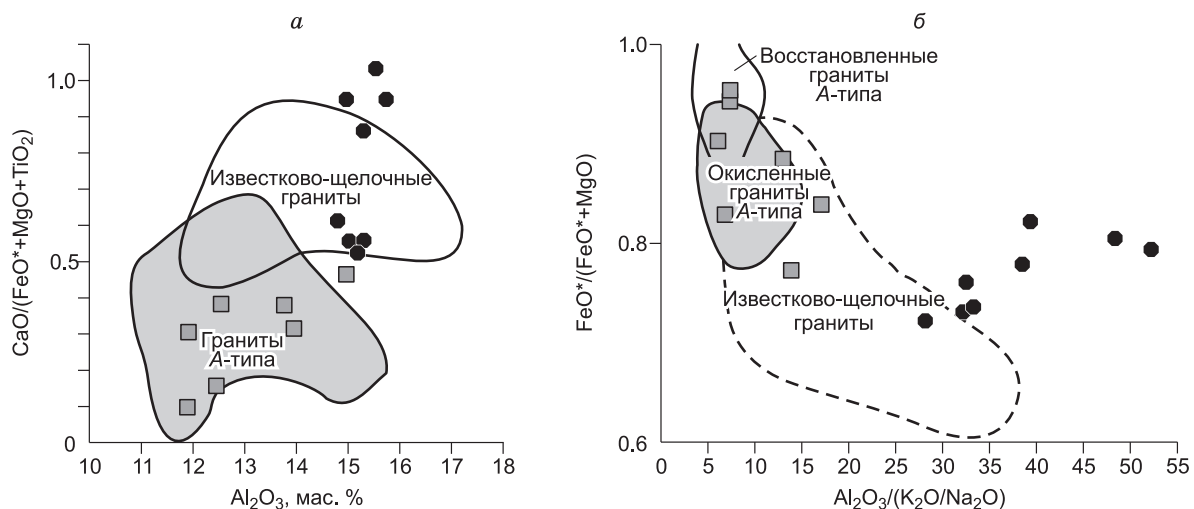 а
CaO/(FeO*+MgO+TiO₂)
1.0
0.5
0
Известково-щелочные
граниты
Граниты
А-типа
10 11 12 13 14 15 16 17 18
Al₂O₃, мас. %
б
FeO*/(FeO*+MgO)
1.0
0.8
0.6
Восстановленные
граниты
А-типа
Окисленные
граниты
А-типа
Известково-щелочные
граниты
0 5 10 15 20 25 30 35 40 45 50 55
Al₂O₃/(K₂O/Na₂O)